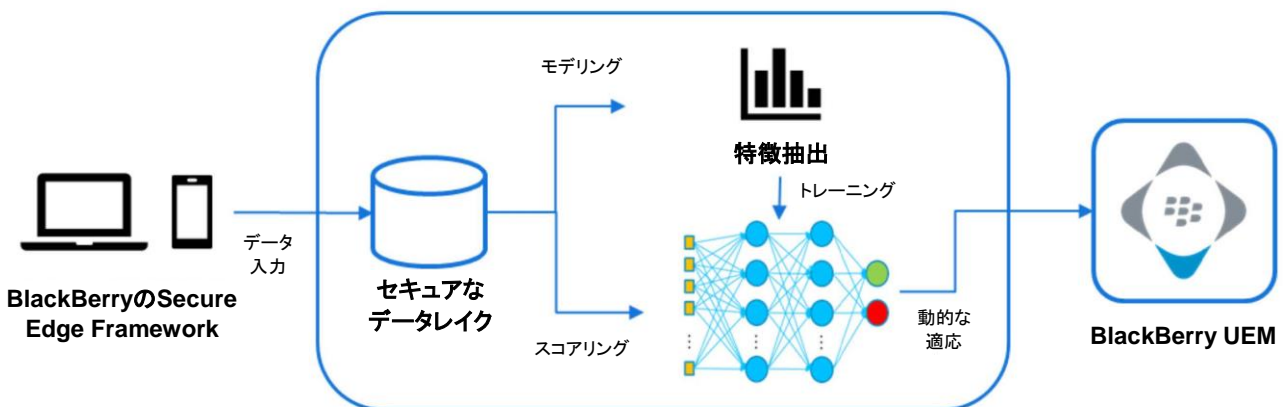 BlackBerryのSecure
Edge Framework
データ
入力
セキュアな
データレイク
モデリング
スコアリング
特徴抽出
トレーニング
動的な
適応
BlackBerry UEM